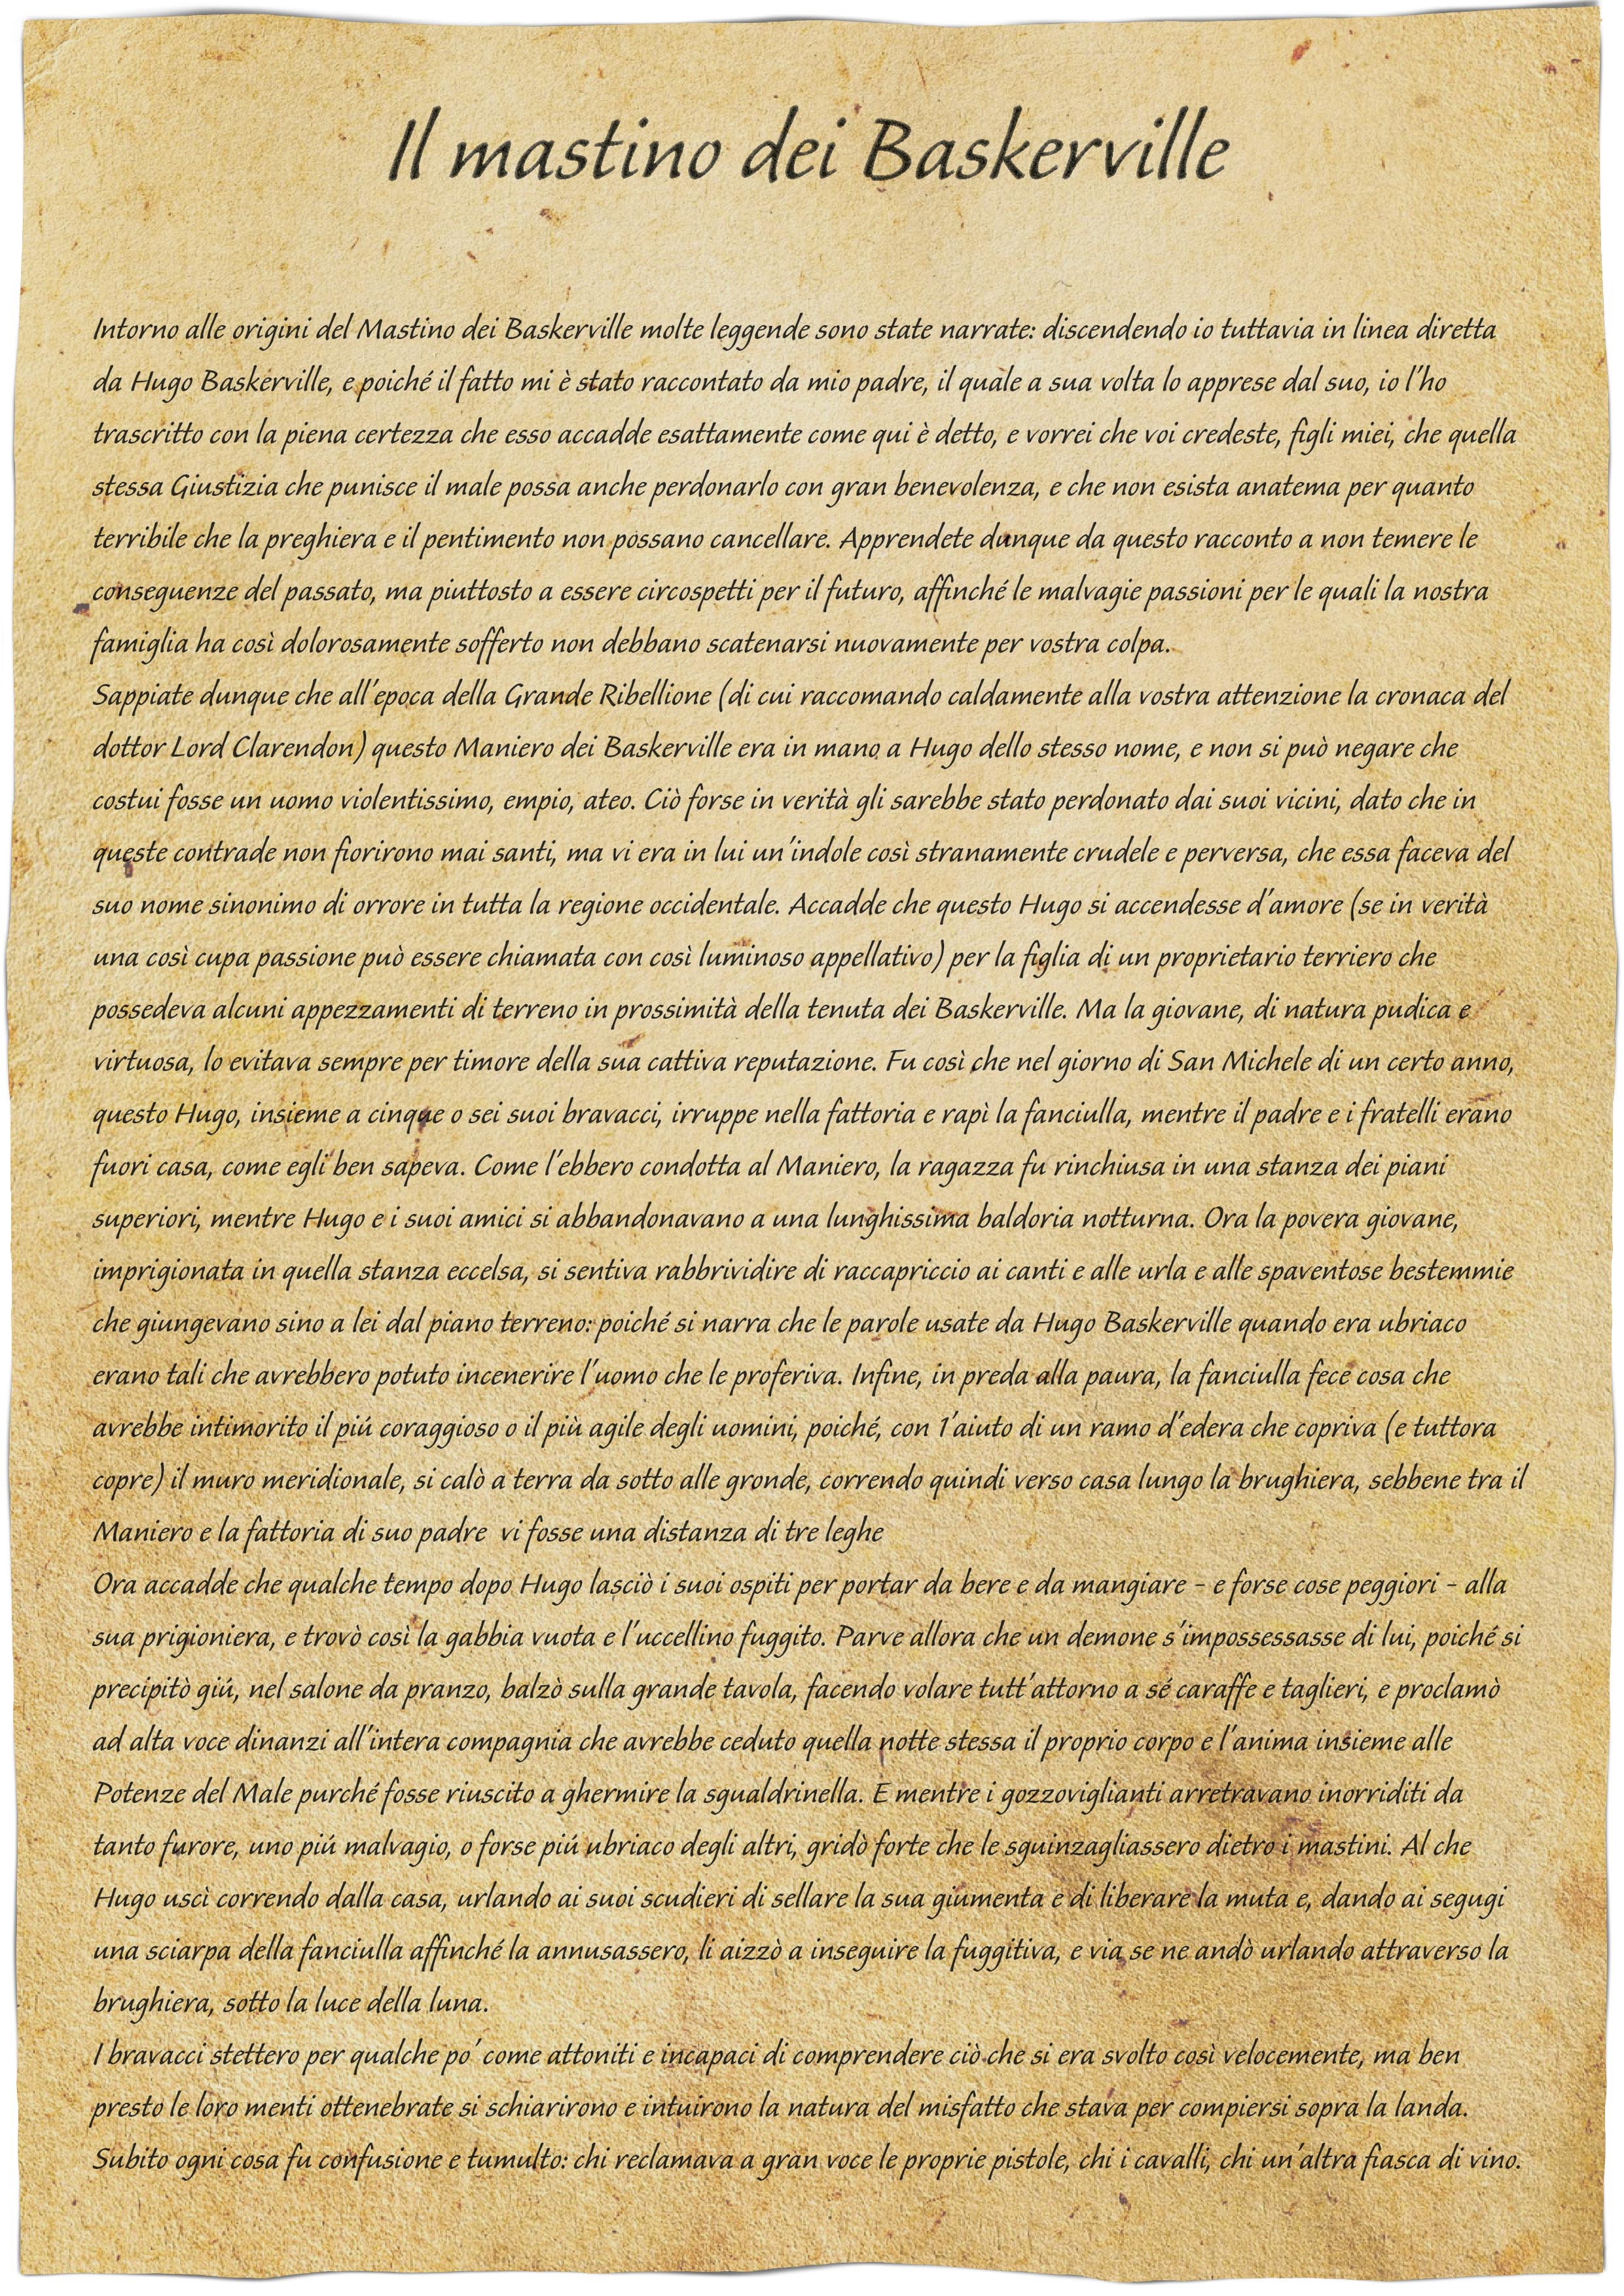 Il mastino dei Baskerville
Intorno alle origini del Mastino dei Baskerville molte leggende sono state narrate: discendendo io tuttavia in linea diretta
da Hugo Baskerville, e poiché il fatto mi è stato raccontato da mio padre, il quale a sua volta lo apprese dal suo, io l'ho
trascritto con la piena certezza che esso accadde esattamente come qui è detto, e vorrei che voi credeste, figli miei, che quella
stessa Giustizia che punisce il male possa anche perdonarlo con gran benevolenza, e che non esista anatema per quanto
terribile che la preghiera e il pentimento non possano cancellare. Apprendete dunque da questo racconto a non temere le
conseguenze del passato, ma piuttosto a essere circospetti per il futuro, affinché le malvagie passioni per le quali la nostra
famiglia ha così dolorosamente sofferto non debbano scatenarsi nuovamente per vostra colpa.
Sappiate dunque che all'epoca della Grande Ribellione (di cui raccomando caldamente alla vostra attenzione la cronaca del
dottor Lord Clarendon) questo Maniero dei Baskerville era in mano a Hugo dello stesso nome, e non si può negare che
costui fosse un uomo violentissimo, empio, ateo. Ciò forse in verità gli sarebbe stato perdonato dai suoi vicini, dato che in
queste contrade non fiorirono mai santi, ma vi era in lui un'indole così stranamente crudele e perversa, che essa faceva del
suo nome sinonimo di orrore in tutta la regione occidentale. Accadde che questo Hugo si accendesse d'amore (se in verità
una così cupa passione può essere chiamata con così luminoso appellativo) per la figlia di un proprietario terriero che
possedeva alcuni appezzamenti di terreno in prossimità della tenuta dei Baskerville. Ma la giovane, di natura pudica e
virtuosa, lo evitava sempre per timore della sua cattiva reputazione. Fu così che nel giorno di San Michele di un certo anno,
questo Hugo, insieme a cinque o sei suoi bravacci, irruppe nella fattoria e rapì la fanciulla, mentre il padre e i fratelli erano
fuori casa, come egli ben sapeva. Come l'ebbero condotta al Maniero, la ragazza fu rinchiusa in una stanza dei piani
superiori, mentre Hugo e i suoi amici si abbandonavano a una lunghissima baldoria notturna. Ora la povera giovane,
imprigionata in quella stanza eccelsa, si sentiva rabbrividire di raccapriccio ai canti e alle urla e alle spaventose bestemmie
che giungevano sino a lei dal piano terreno: poiché si narra che le parole usate da Hugo Baskerville quando era ubriaco
erano tali che avrebbero potuto incenerire l'uomo che le proferiva. Infine, in preda alla paura, la fanciulla fece cosa che
avrebbe intimorito il piú coraggioso o il più agile degli uomini, poiché, con 1'aiuto di un ramo d'edera che copriva (e tuttora
copre) il muro meridionale, si calò a terra da sotto alle gronde, correndo quindi verso casa lungo la brughiera, sebbene tra il
Maniero e la fattoria di suo padre  vi fosse una distanza di tre leghe
Ora accadde che qualche tempo dopo Hugo lasciò i suoi ospiti per portar da bere e da mangiare - e forse cose peggiori - alla
sua prigioniera, e trovò così la gabbia vuota e l'uccellino fuggito. Parve allora che un demone s'impossessasse di lui, poiché si
precipitò giú, nel salone da pranzo, balzò sulla grande tavola, facendo volare tutt'attorno a sé caraffe e taglieri, e proclamò
ad alta voce dinanzi all'intera compagnia che avrebbe ceduto quella notte stessa il proprio corpo e l'anima insieme alle
Potenze del Male purché fosse riuscito a ghermire la sgualdrinella. E mentre i gozzoviglianti arretravano inorriditi da
tanto furore, uno piú malvagio, o forse piú ubriaco degli altri, gridò forte che le sguinzagliassero dietro i mastini. Al che
Hugo uscì correndo dalla casa, urlando ai suoi scudieri di sellare la sua giumenta e di liberare la muta e, dando ai segugi
una sciarpa della fanciulla affinché la annusassero, li aizzò a inseguire la fuggitiva, e via se ne andò urlando attraverso la
brughiera, sotto la luce della luna.
I bravacci stettero per qualche po' come attoniti e incapaci di comprendere ciò che si era svolto così velocemente, ma ben
presto le loro menti ottenebrate si schiarirono e intuirono la natura del misfatto che stava per compiersi sopra la landa.
Subito ogni cosa fu confusione e tumulto: chi reclamava a gran voce le proprie pistole, chi i cavalli, chi un'altra fiasca di vino.